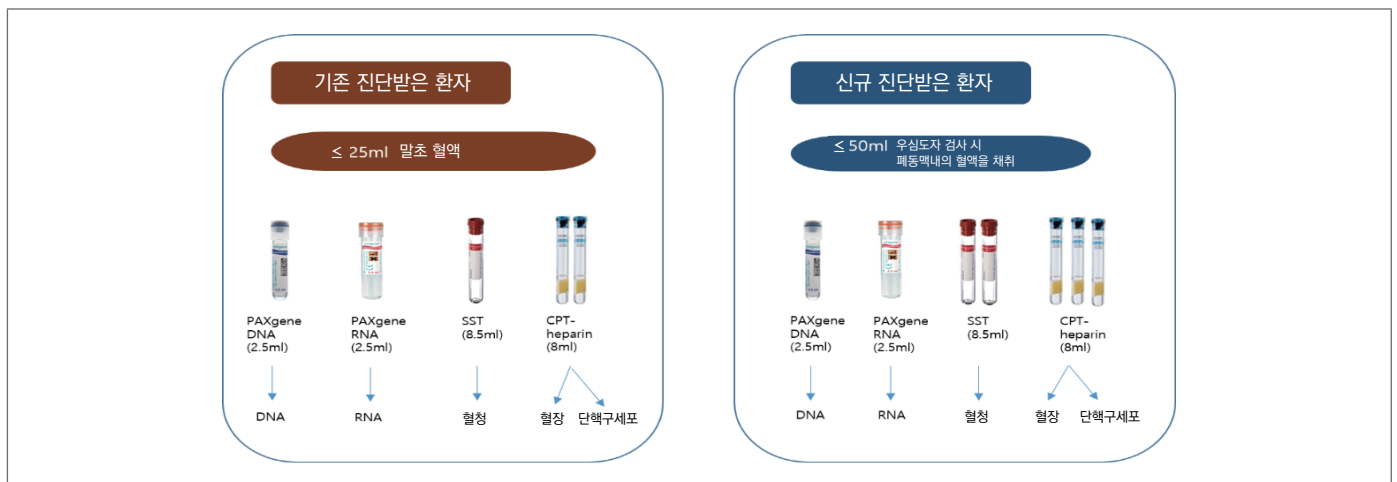 기존 진단받은 환자
≤ 25ml 말초 혈액
PAXgene
DNA
(2.5ml)
PAXgene
RNA
(2.5ml)
SST
(8.5ml)
CPT-
heparin
(8ml)
DNA
RNA
혈청
혈장
단핵구세포
신규 진단받은 환자
≤ 50ml 우심도자 검사 시
폐동맥내의 혈액을 채취
PAXgene
DNA
(2.5ml)
PAXgene
RNA
(2.5ml)
SST
(8.5ml)
CPT-
heparin
(8ml)
DNA
RNA
혈청
혈장
단핵구세포